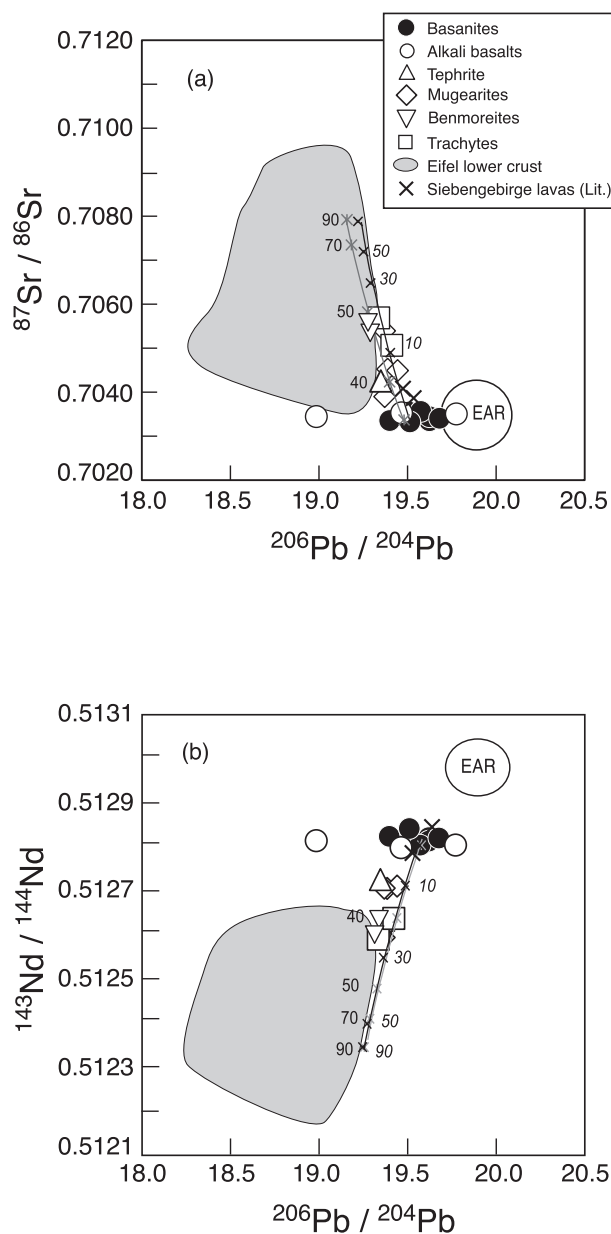 0.7120
0.7100
0.7080
0.7060
0.7040
0.7020
87Sr / 86Sr
(a)
Basanites
Alkali basalts
Tephrite
Mugearites
Benmoreites
Trachytes
Eifel lower crust
Siebengebirge lavas (Lit.)
90
70
50
50
30
10
40
EAR
18.0 18.5 19.0 19.5 20.0 20.5
206Pb / 204Pb
0.5131
0.5129
0.5127
0.5125
0.5123
0.5121
143Nd / 144Nd
(b)
EAR
10
40
30
50
70 50
90 90
18.0 18.5 19.0 19.5 20.0 20.5
206Pb / 204Pb